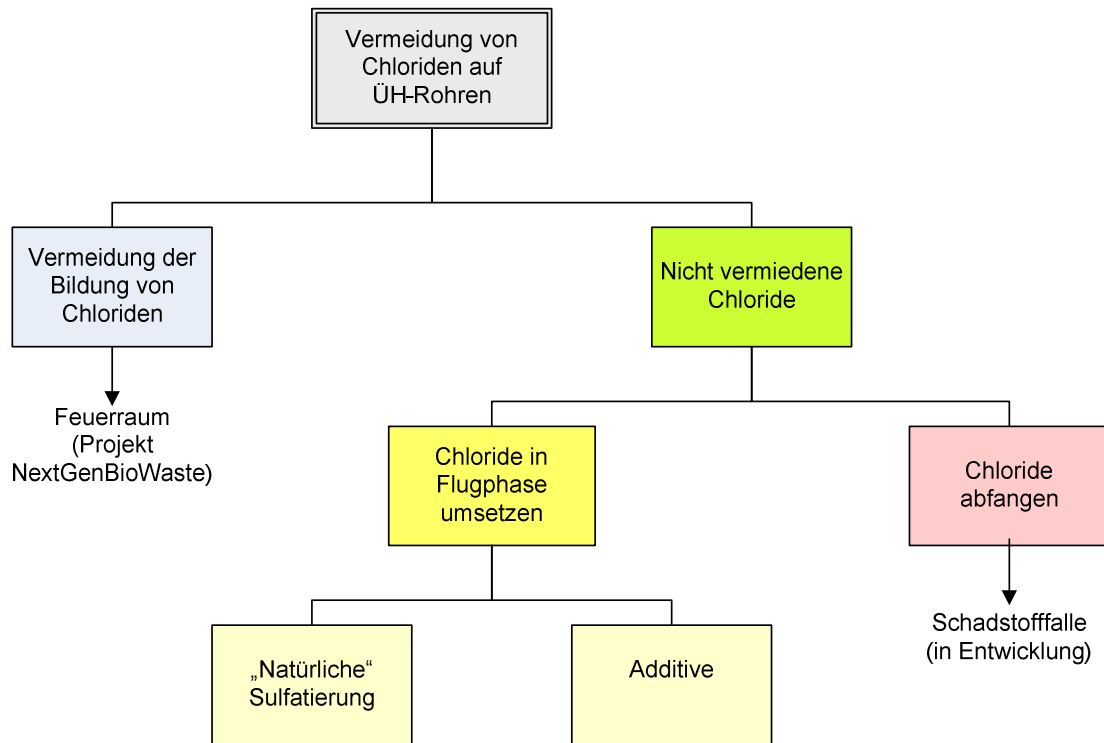 Vermeidung von
Chloriden auf
ÜH-Rohren
Vermeidung der
Bildung von
Chloriden
Nicht vermiedene
Chloride
Feuerraum
(Projekt
NextGenBioWaste)
Chloride in
Flugphase
umsetzen
Chloride
abfangen
Schadstofffalle
(in Entwicklung)
„Natürliche“
Sulfatierung
Additive